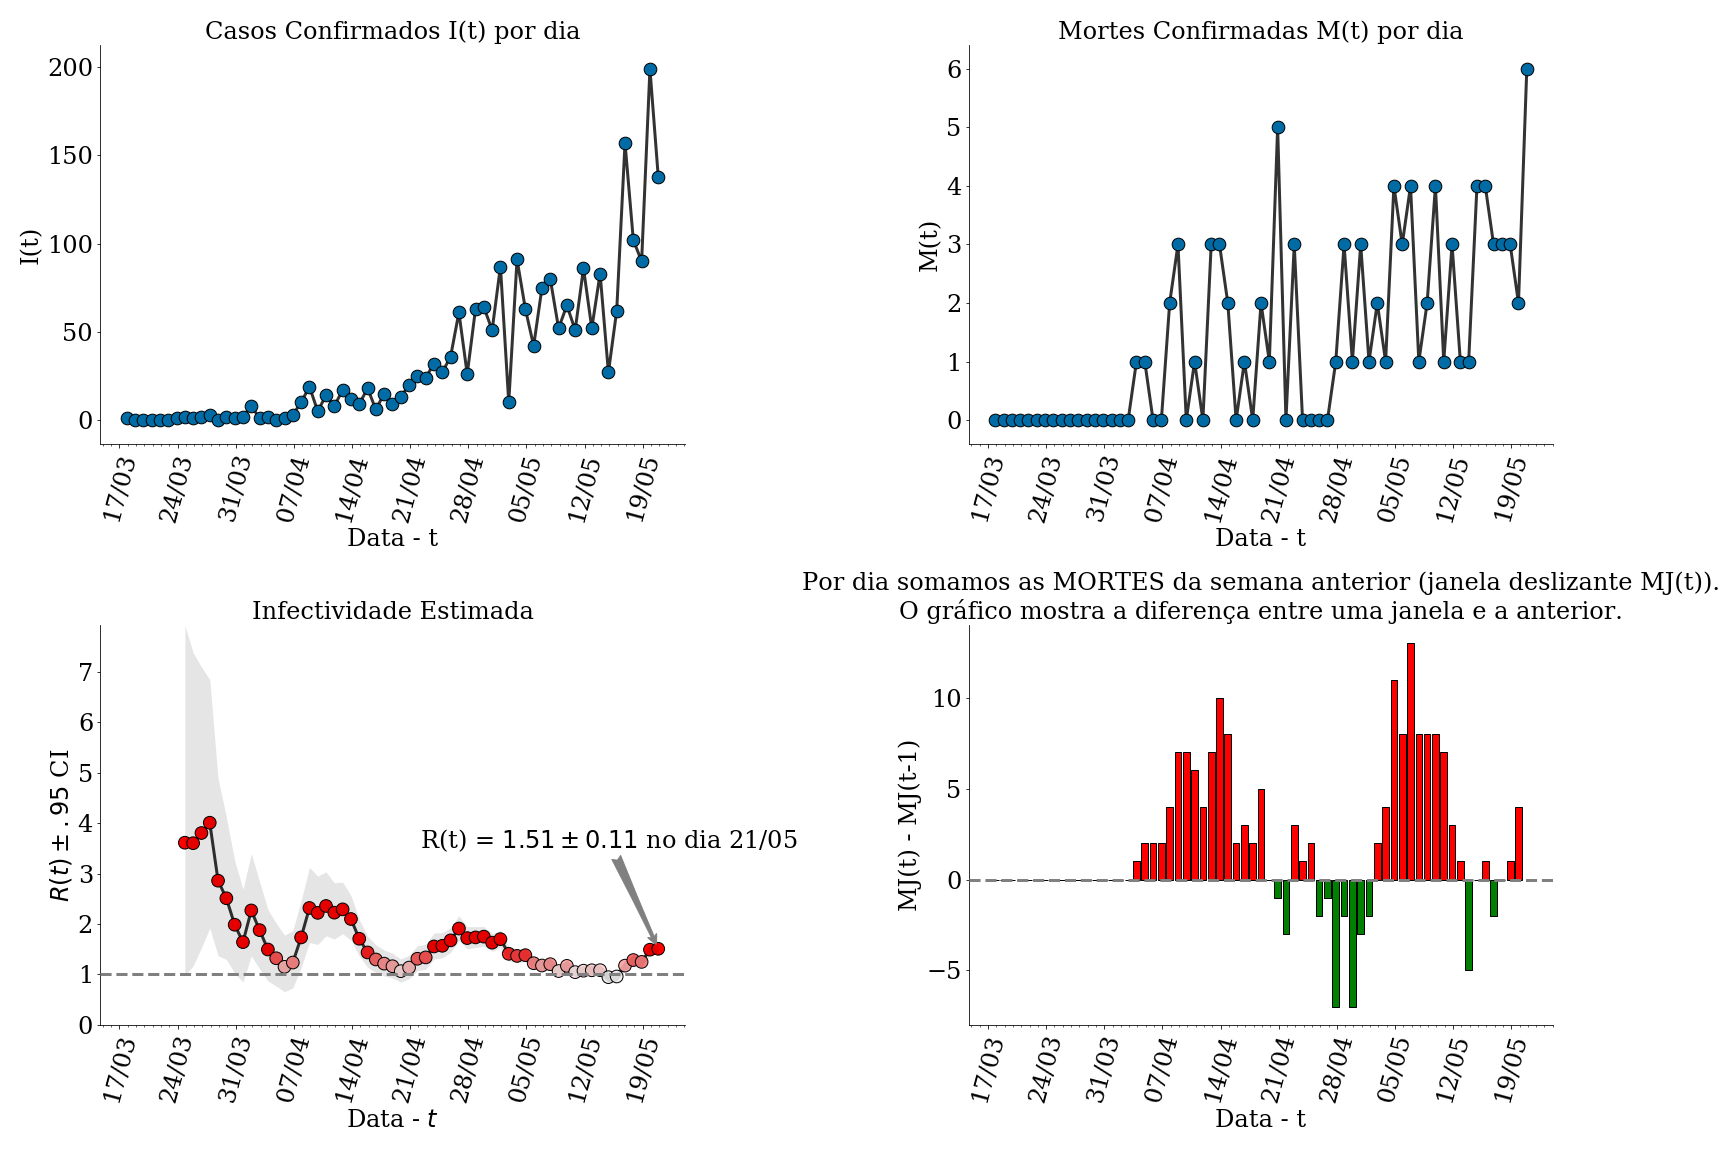 Casos Confirmados I(t) por dia
I(t)
200
150
100
50
0
17/03 24/03 31/03 07/04 14/04 21/04 28/04 05/05 12/05 19/05
Data - t
Mortes Confirmadas M(t) por dia
M(t)
6
5
4
3
2
1
0
17/03 24/03 31/03 07/04 14/04 21/04 28/04 05/05 12/05 19/05
Data - t
Infectividade Estimada
R(t) ± .95 CI
7
6
5
4
3
2
1
0
R(t) = 1.51 ± 0.11 no dia 21/05
17/03 24/03 31/03 07/04 14/04 21/04 28/04 05/05 12/05 19/05
Data - t
Por dia somamos as MORTES da semana anterior (janela deslizante MJ(t)).
O gráfico mostra a diferença entre uma janela e a anterior.
MJ(t) - MJ(t-1)
10
5
0
−5
17/03 24/03 31/03 07/04 14/04 21/04 28/04 05/05 12/05 19/05
Data - t